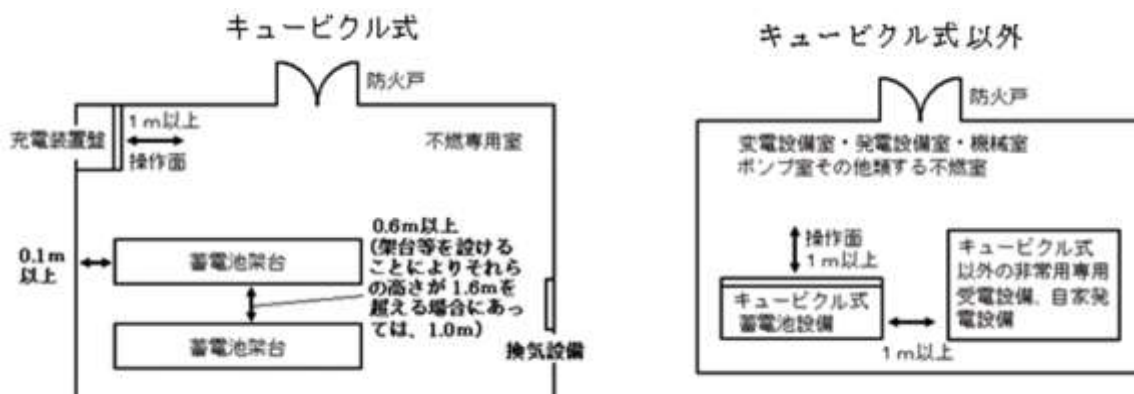 キュービクル式
防火戸
充電装置盤
1m以上
操作面
不燃専用室
0.1m
以上
蓄電池架台
0.6m以上
(架台等を設ける
ことによりそれら
の高さが1.6mを
超える場合にあっ
ては、1.0m)
蓄電池架台
換気設備
キュービクル式以外
防火戸
変電設備室・発電設備室・機械室
ポンプ室その他類する不燃室
操作面
1m以上
キュービクル式
蓄電池設備
キュービクル式
以外の非常用専用
受電設備、自家発
電設備
1m以上